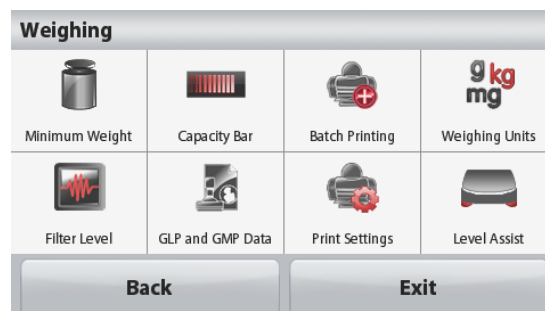 Weighing
g kg
mg
Minimum Weight
Capacity Bar
Batch Printing
Weighing Units
Filter Level
GLP and GMP Data
Print Settings
Level Assist
Back
Exit